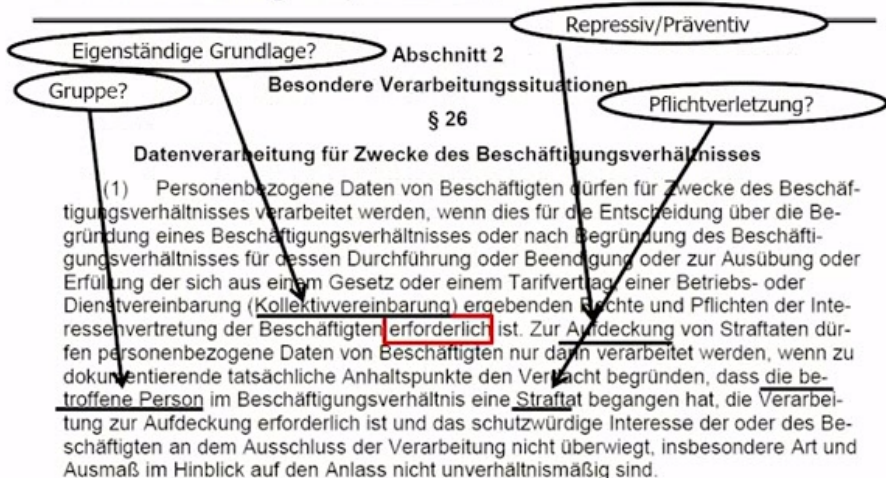 Repressiv/Präventiv
Eigenständige Grundlage?
Abschnitt 2
Gruppe?
Besondere Verarbeitungssituationen
Pflichtverletzung?
§ 26
Datenverarbeitung für Zwecke des Beschäftigungsverhältnisses
(1) Personenbezogene Daten von Beschäftigten dürfen für Zwecke des Beschäf-
tigungsverhältnisses verarbeitet werden, wenn dies für die Entscheidung über die Be-
gründung eines Beschäftigungsverhältnisses oder nach Begründung des Beschäfti-
gungsverhältnisses für dessen Durchführung oder Beendigung oder zur Ausübung oder
Erfüllung der sich aus einem Gesetz oder einem Tarifvertrag, einer Betriebs- oder
Dienstvereinbarung (Kollektivvereinbarung) ergebenden Rechte und Pflichten der Inte-
ressenvertretung der Beschäftigten erforderlich ist. Zur Aufdeckung von Straftaten dür-
fen personenbezogene Daten von Beschäftigten nur dann verarbeitet werden, wenn zu
dokumentierende tatsächliche Anhaltspunkte den Verdacht begründen, dass die be-
troffene Person im Beschäftigungsverhältnis eine Straftat begangen hat, die Verarbei-
tung zur Aufdeckung erforderlich ist und das schutzwürdige Interesse der oder des Be-
schäftigten an dem Ausschluss der Verarbeitung nicht überwiegt, insbesondere Art und
Ausmaß im Hinblick auf den Anlass nicht unverhältnismäßig sind.